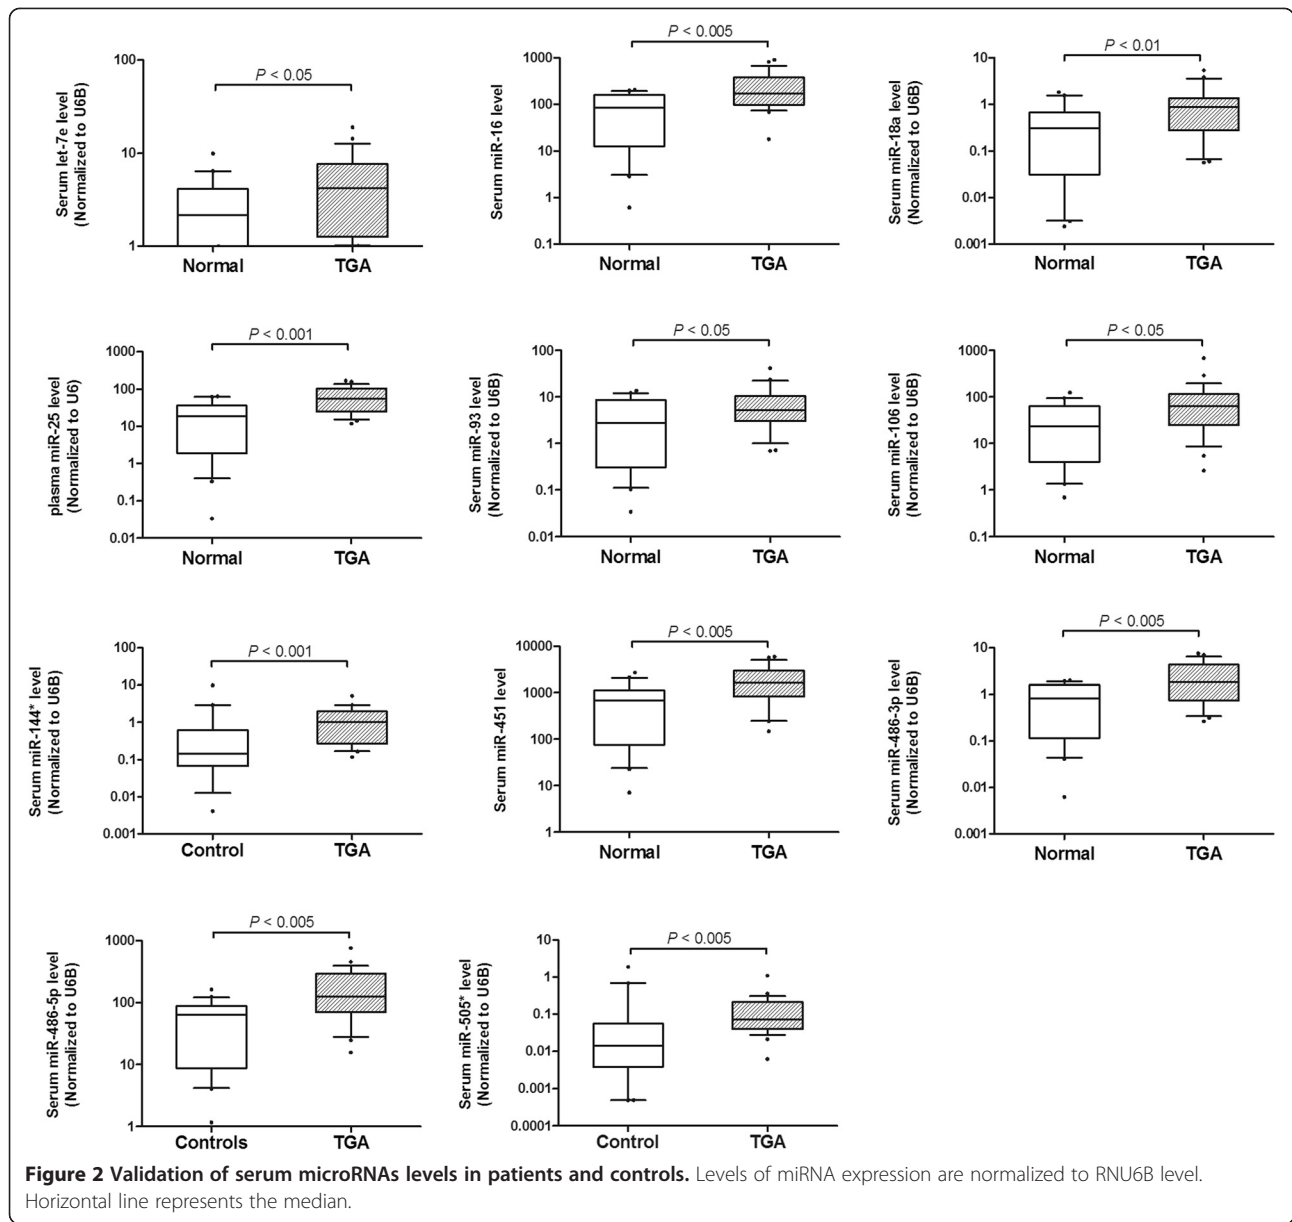 P < 0.05
Serum let-7e level
(Normalized to U6B)
100
10
1
Normal
TGA
P < 0.005
Serum miR-16 level
1000
100
10
1
0.1
Normal
TGA
P < 0.01
Serum miR-18a level
(Normalized to U6B)
10
1
0.1
0.01
0.001
Normal
TGA
P < 0.001
plasma miR-25 level
(Normalized to U6)
1000
100
10
1
0.1
0.01
Normal
TGA
P < 0.05
Serum miR-93 level
(Normalized to U6B)
100
10
1
0.1
0.01
Normal
TGA
P < 0.05
Serum miR-106 level
(Normalized to U6B)
1000
100
10
1
0.1
Normal
TGA
P < 0.001
Serum miR-144* level
(Normalized to U6B)
100
10
1
0.1
0.01
0.001
Control
TGA
P < 0.005
Serum miR-451 level
10000
1000
100
10
1
Normal
TGA
P < 0.005
Serum miR-486-3p level
(Normalized to U6B)
10
1
0.1
0.01
0.001
Normal
TGA
P < 0.005
Serum miR-486-5p level
(Normalized to U6B)
1000
100
10
1
Controls
TGA
P < 0.005
Serum miR-505* level
(Normalized to U6B)
10
1
0.1
0.01
0.001
0.0001
Control
TGA
Figure 2 Validation of serum microRNAs levels in patients and controls. Levels of miRNA expression are normalized to RNU6B level.
Horizontal line represents the median.